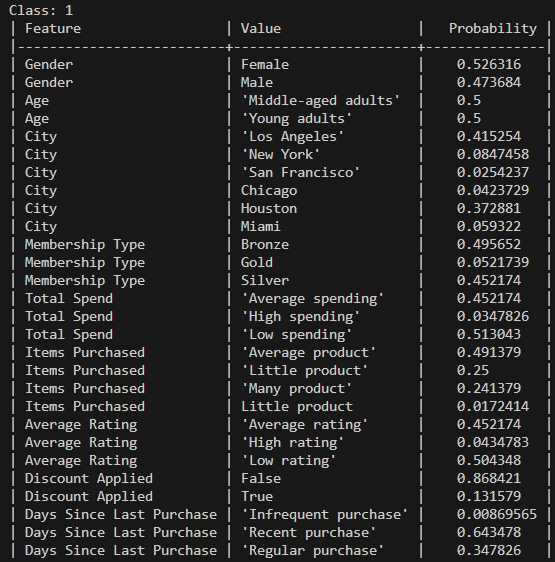 Class: 1
| Feature                  | Value                 |   Probability |
|--------------------------+-----------------------+---------------|
| Gender                   | Female                |    0.526316   |
| Gender                   | Male                  |    0.473684   |
| Age                      | 'Middle-aged adults'  |    0.5        |
| Age                      | 'Young adults'        |    0.5        |
| City                     | 'Los Angeles'         |    0.415254   |
| City                     | 'New York'            |    0.0847458  |
| City                     | 'San Francisco'       |    0.0254237  |
| City                     | Chicago               |    0.0423729  |
| City                     | Houston               |    0.372881   |
| City                     | Miami                 |    0.059322   |
| Membership Type          | Bronze                |    0.495652   |
| Membership Type          | Gold                  |    0.0521739  |
| Membership Type          | Silver                |    0.452174   |
| Total Spend              | 'Average spending'    |    0.452174   |
| Total Spend              | 'High spending'       |    0.0347826  |
| Total Spend              | 'Low spending'        |    0.513043   |
| Items Purchased          | 'Average product'     |    0.491379   |
| Items Purchased          | 'Little product'      |    0.25       |
| Items Purchased          | 'Many product'        |    0.241379   |
| Items Purchased          | Little product        |    0.0172414  |
| Average Rating           | 'Average rating'      |    0.452174   |
| Average Rating           | 'High rating'         |    0.0434783  |
| Average Rating           | 'Low rating'          |    0.504348   |
| Discount Applied         | False                 |    0.868421   |
| Discount Applied         | True                  |    0.131579   |
| Days Since Last Purchase | 'Infrequent purchase' |    0.00869565 |
| Days Since Last Purchase | 'Recent purchase'     |    0.643478   |
| Days Since Last Purchase | 'Regular purchase'    |    0.347826   |